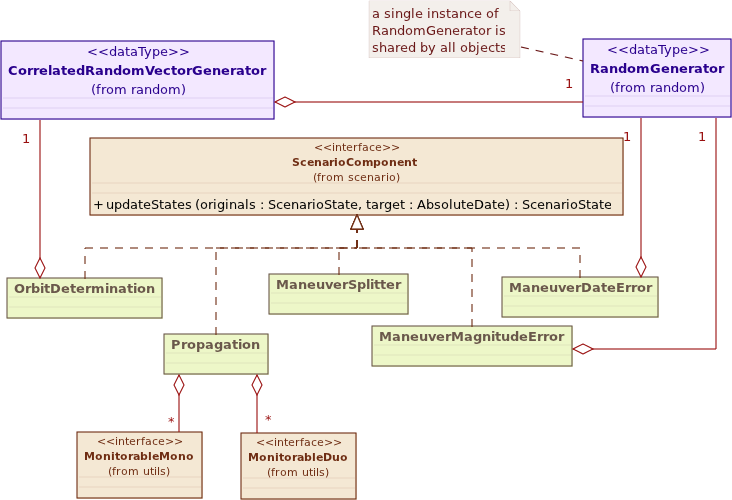 a single instance of
RandomGenerator is
shared by all objects
<<dataType>>
CorrelatedRandomVectorGenerator
(from random)
<<dataType>>
RandomGenerator
(from random)
1
1
1
1
<<interface>>
ScenarioComponent
(from scenario)
+ updateStates (originals : ScenarioState, target : AbsoluteDate) : ScenarioState
OrbitDetermination
ManeuverSplitter
ManeuverDateError
Propagation
ManeuverMagnitudeError
*
*
<<interface>>
MonitorableMono
(from utils)
<<interface>>
MonitorableDuo
(from utils)